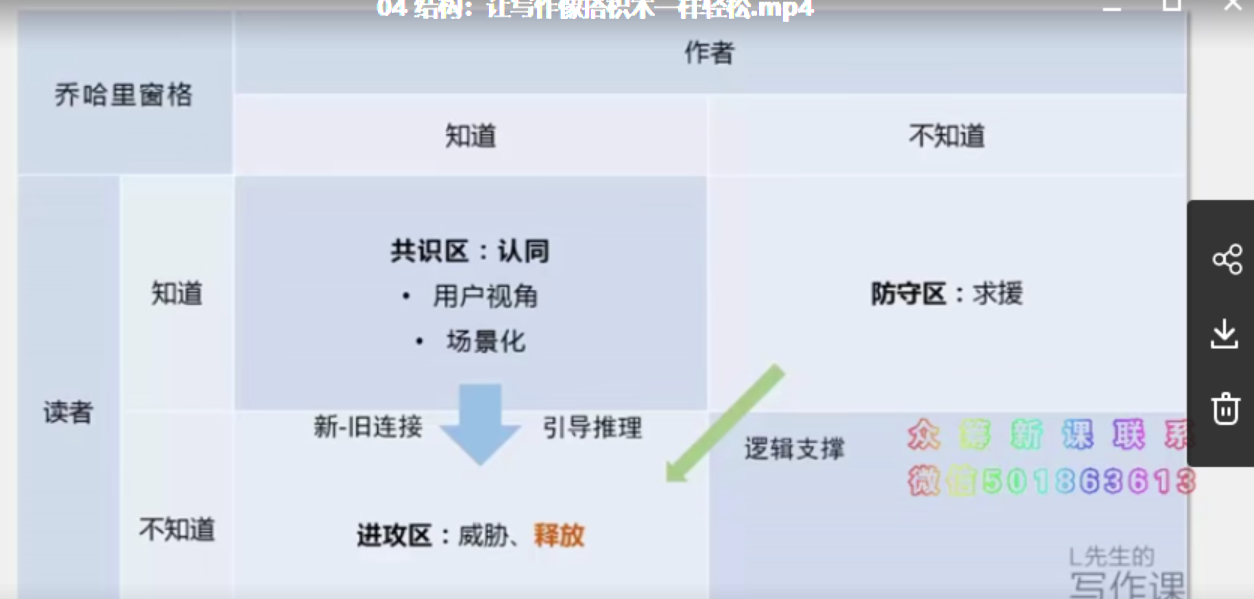 04 结构：让写作像搭积木一样轻松.mp4
乔哈里窗格
作者
知道
不知道
读者
知道
共识区：认同
• 用户视角
• 场景化
防守区：求援
新-旧连接
引导推理
逻辑支撑
众筹新课联系
微信501863613
不知道
进攻区：威胁、释放
L先生的
写作课